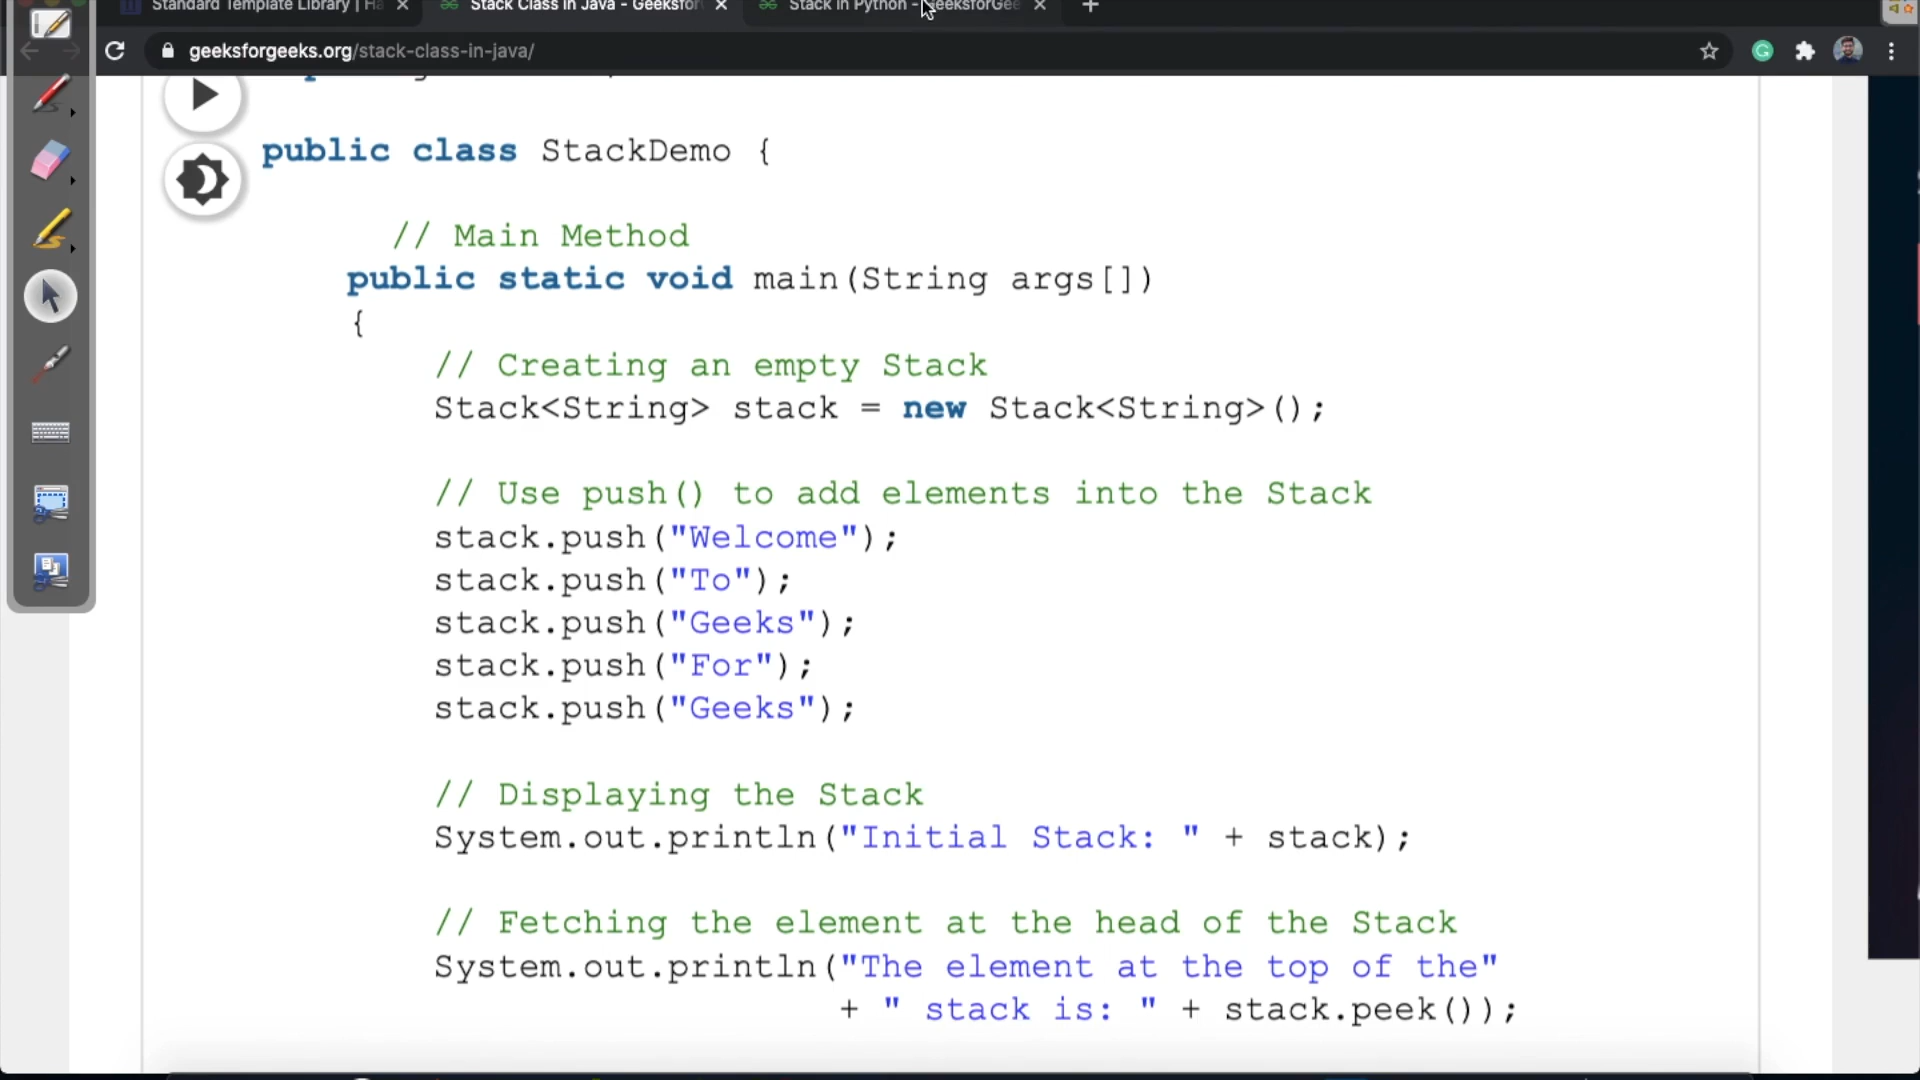 Standard Template Library | Ha
Stack Class in Java - Geeksfor
Stack in Python - GeeksforGee
geeksforgeeks.org/stack-class-in-java/
public class StackDemo {
// Main Method
public static void main(String args[])
{
// Creating an empty Stack
Stack<String> stack = new Stack<String>();
// Use push() to add elements into the Stack
stack.push("Welcome");
stack.push("To");
stack.push("Geeks");
stack.push("For");
stack.push("Geeks");
// Displaying the Stack
System.out.println("Initial Stack: " + stack);
// Fetching the element at the head of the Stack
System.out.println("The element at the top of the"
+ " stack is: " + stack.peek());